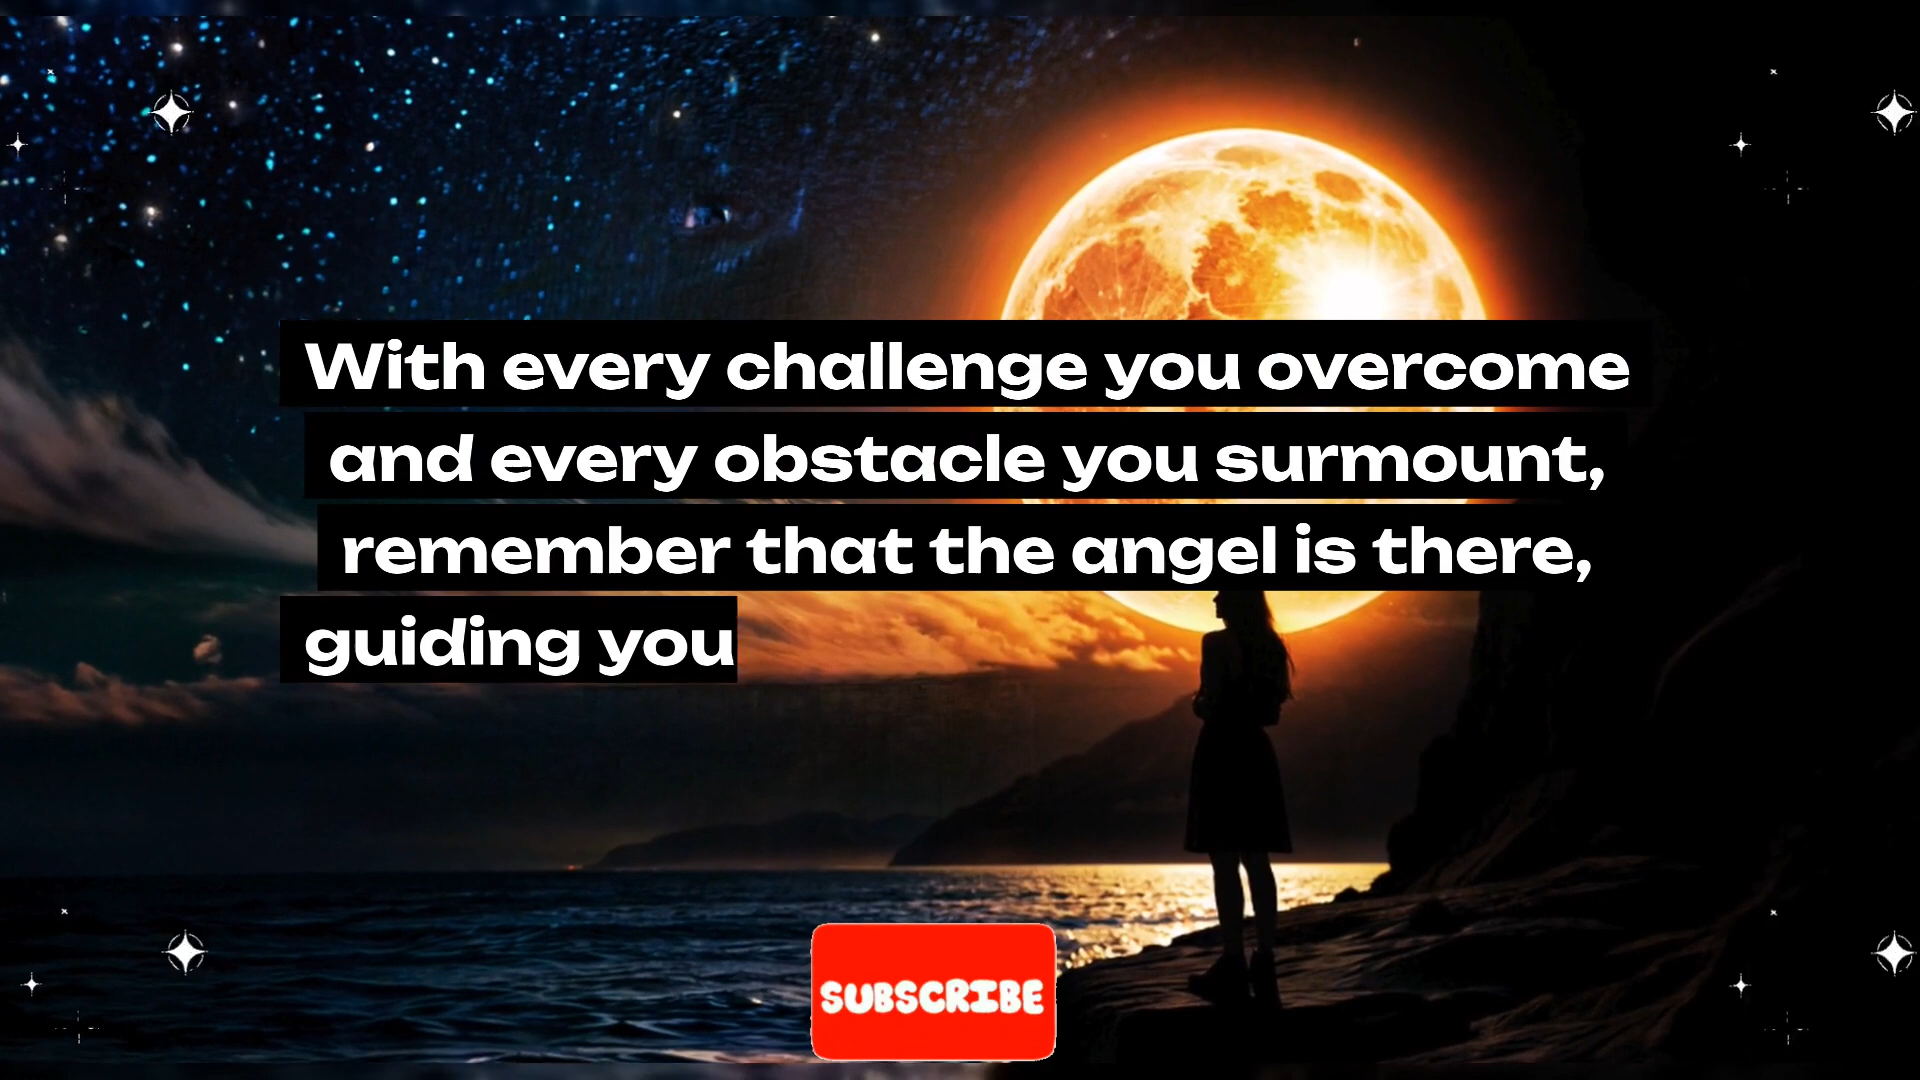 With every challenge you overcome
and every obstacle you surmount,
remember that the angel is there,
guiding you
SUBSCRIBE